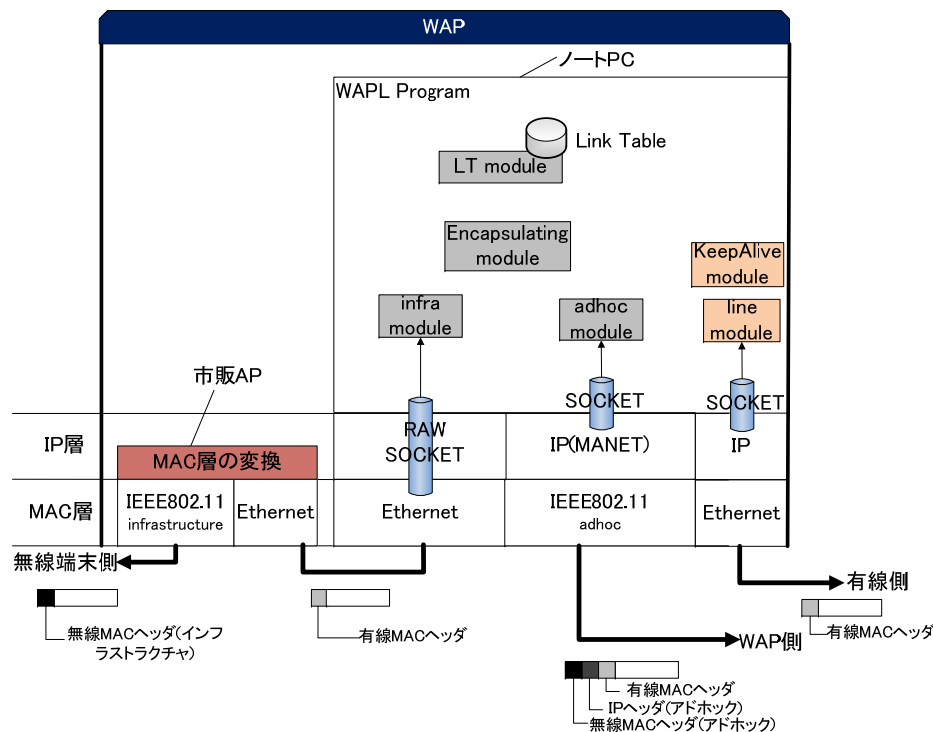 WAP
ノートPC
WAPL Program
Link Table
LT module
Encapsulating
module
KeepAlive
module
infra
module
adhoc
module
line
module
市販AP
SOCKET
SOCKET
IP層
MAC層の変換
RAW
SOCKET
IP(MANET)
IP
MAC層
IEEE802.11
infrastructure
Ethernet
Ethernet
IEEE802.11
adhoc
Ethernet
無線端末側
有線側
無線MACヘッダ(インフ
ラストラクチャ)
有線MACヘッダ
有線MACヘッダ
WAP側
有線MACヘッダ
IPヘッダ(アドホック)
無線MACヘッダ(アドホック)